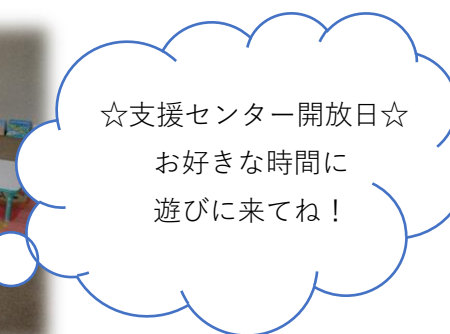 ☆支援センター開放日☆
お好きな時間に
遊びに来てね！